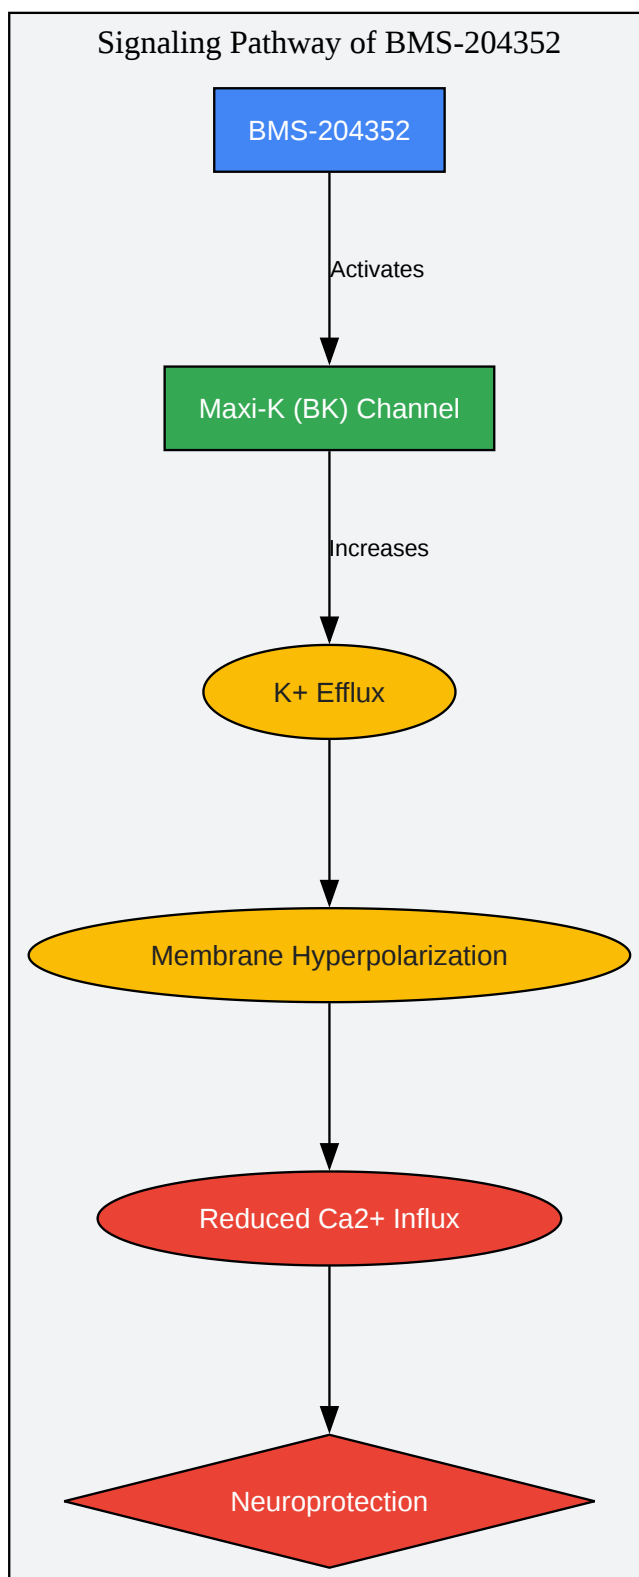 Signaling Pathway of BMS-204352
BMS-204352
Activates
Maxi-K (BK) Channel
Increases
K+ Efflux
Membrane Hyperpolarization
Reduced Ca2+ Influx
Neuroprotection